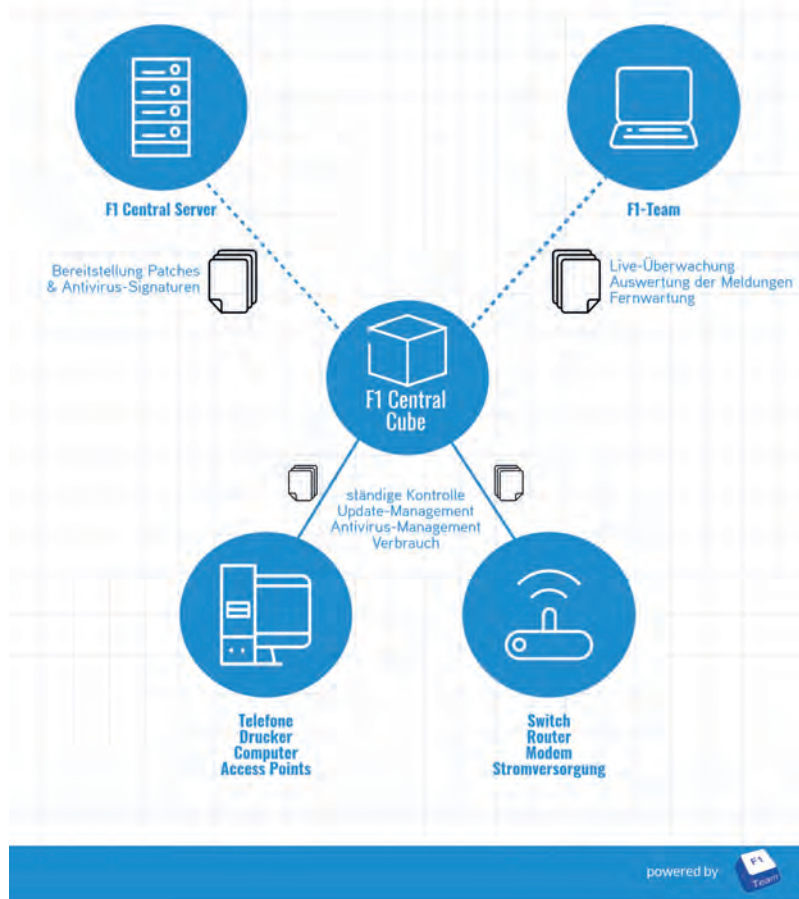 F1 Central Server
F1-Team
Bereitstellung Patches
& Antivirus-Signaturen
Live-Überwachung
Auswertung der Meldungen
Fernwartung
F1 Central
Cube
ständige Kontrolle
Update-Management
Antivirus-Management
Verbrauch
Telefone
Drucker
Computer
Access Points
Switch
Router
Modem
Stromversorgung
powered by
F1
Team